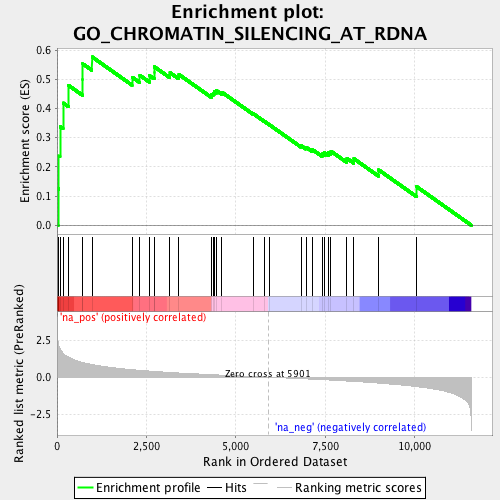 Enrichment plot:
GO_CHROMATIN_SILENCING_AT_RDNA
Enrichment score (ES)
0.6
0.5
0.4
0.3
0.2
0.1
0.0
'na_pos' (positively correlated)
Ranked list metric (PreRanked)
2.5
0.0
-2.5
Zero cross at 5901
'na_neg' (negatively correlated)
0
2,500
5,000
7,500
10,000
Rank in Ordered Dataset
Enrichment profile
Hits
Ranking metric scores